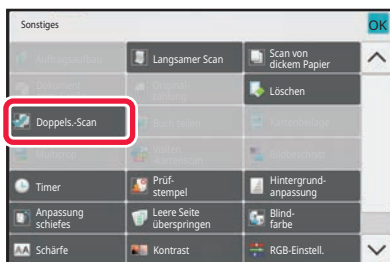 Sonstiges
OK
Auftragsaufbau
Langsamer Scan
Scan von
dickem Papier
Löschen
Doppels.-Scan
Timer
Prüf-
stempel
Hintergrund-
anpassung
Anpassung
schiefes
Leere Seite
überspringen
Blind-
farbe
Schärfe
Kontrast
RGB-Einstell.